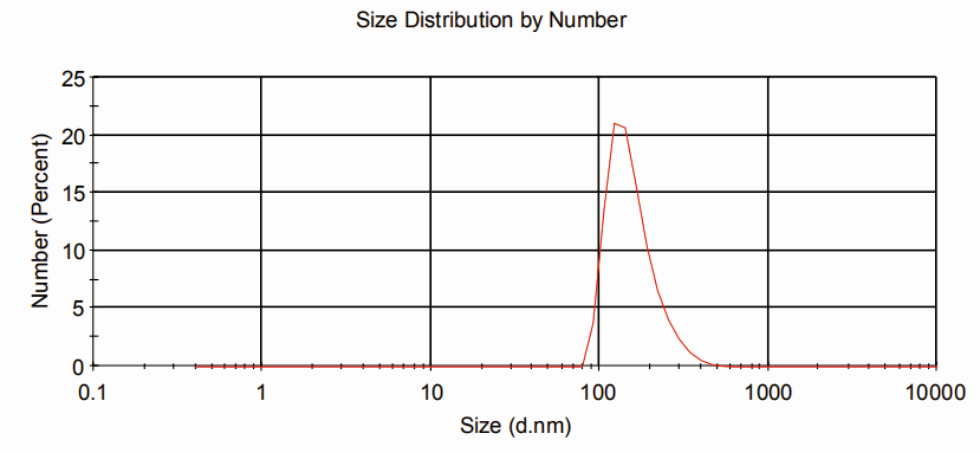 Size Distribution by Number
25
20
15
10
5
0
Number (Percent)
0.1 1 10 100 1000 10000
Size (d.nm)